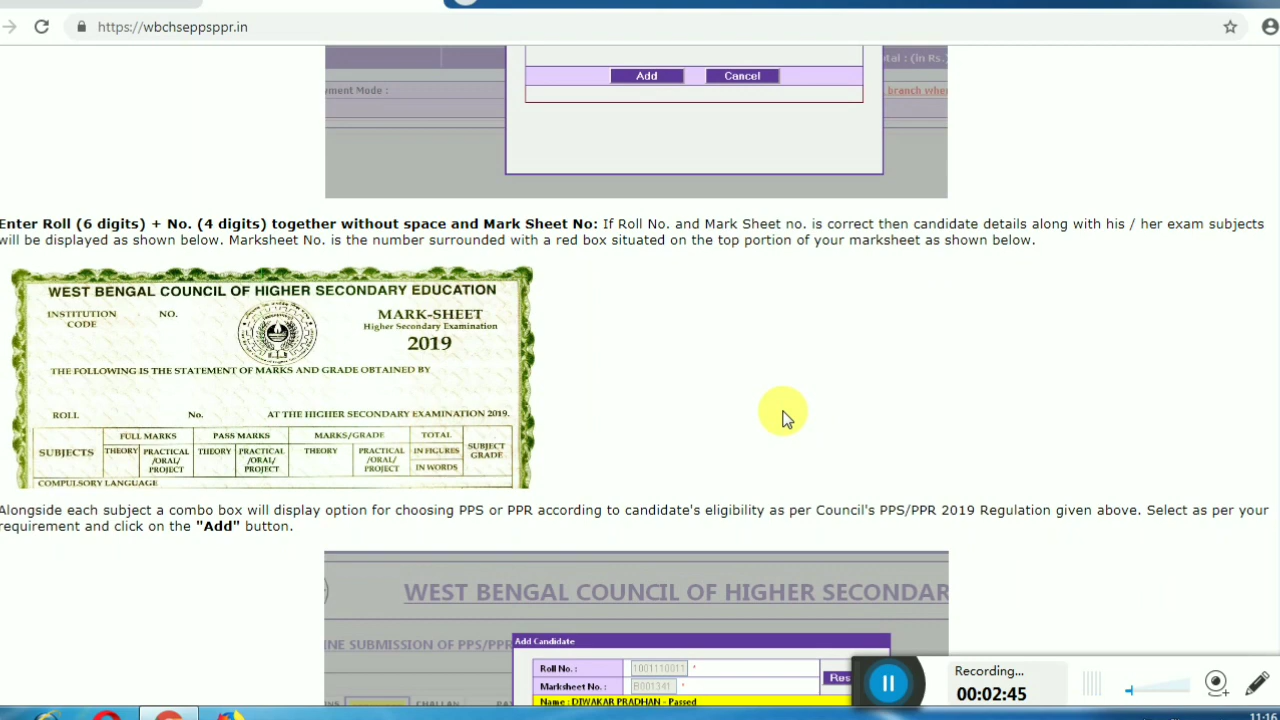 https://wbchseppsppr.in
Add Cancel
tal : (in Rs.)
yment Mode :
branch wher
Enter Roll (6 digits) + No. (4 digits) together without space and Mark Sheet No: If Roll No. and Mark Sheet no. is correct then candidate details along with his / her exam subjects
will be displayed as shown below. Marksheet No. is the number surrounded with a red box situated on the top portion of your marksheet as shown below.
WEST BENGAL COUNCIL OF HIGHER SECONDARY EDUCATION
INSTITUTION CODE NO.
MARK-SHEET
Higher Secondary Examination
2019
THE FOLLOWING IS THE STATEMENT OF MARKS AND GRADE OBTAINED BY
ROLL No. AT THE HIGHER SECONDARY EXAMINATION 2019.
SUBJECTS FULL MARKS PASS MARKS MARKS/GRADE TOTAL SUBJECT GRADE
THEORY PRACTICAL /ORAL/ PROJECT THEORY PRACTICAL /ORAL/ PROJECT THEORY PRACTICAL /ORAL/ PROJECT IN FIGURES
IN WORDS
COMPULSORY LANGUAGE
Alongside each subject a combo box will display option for choosing PPS or PPR according to candidate's eligibility as per Council's PPS/PPR 2019 Regulation given above. Select as per your
requirement and click on the "Add" button.
WEST BENGAL COUNCIL OF HIGHER SECONDAR
INE SUBMISSION OF PPS/PPR
Add Candidate
Roll No. : 1001110011 *
Res
Marksheet No. : B001341 *
Name : DIWAKAR PRADHAN - Passed
CHALLAN
Recording...
00:02:45
11:16